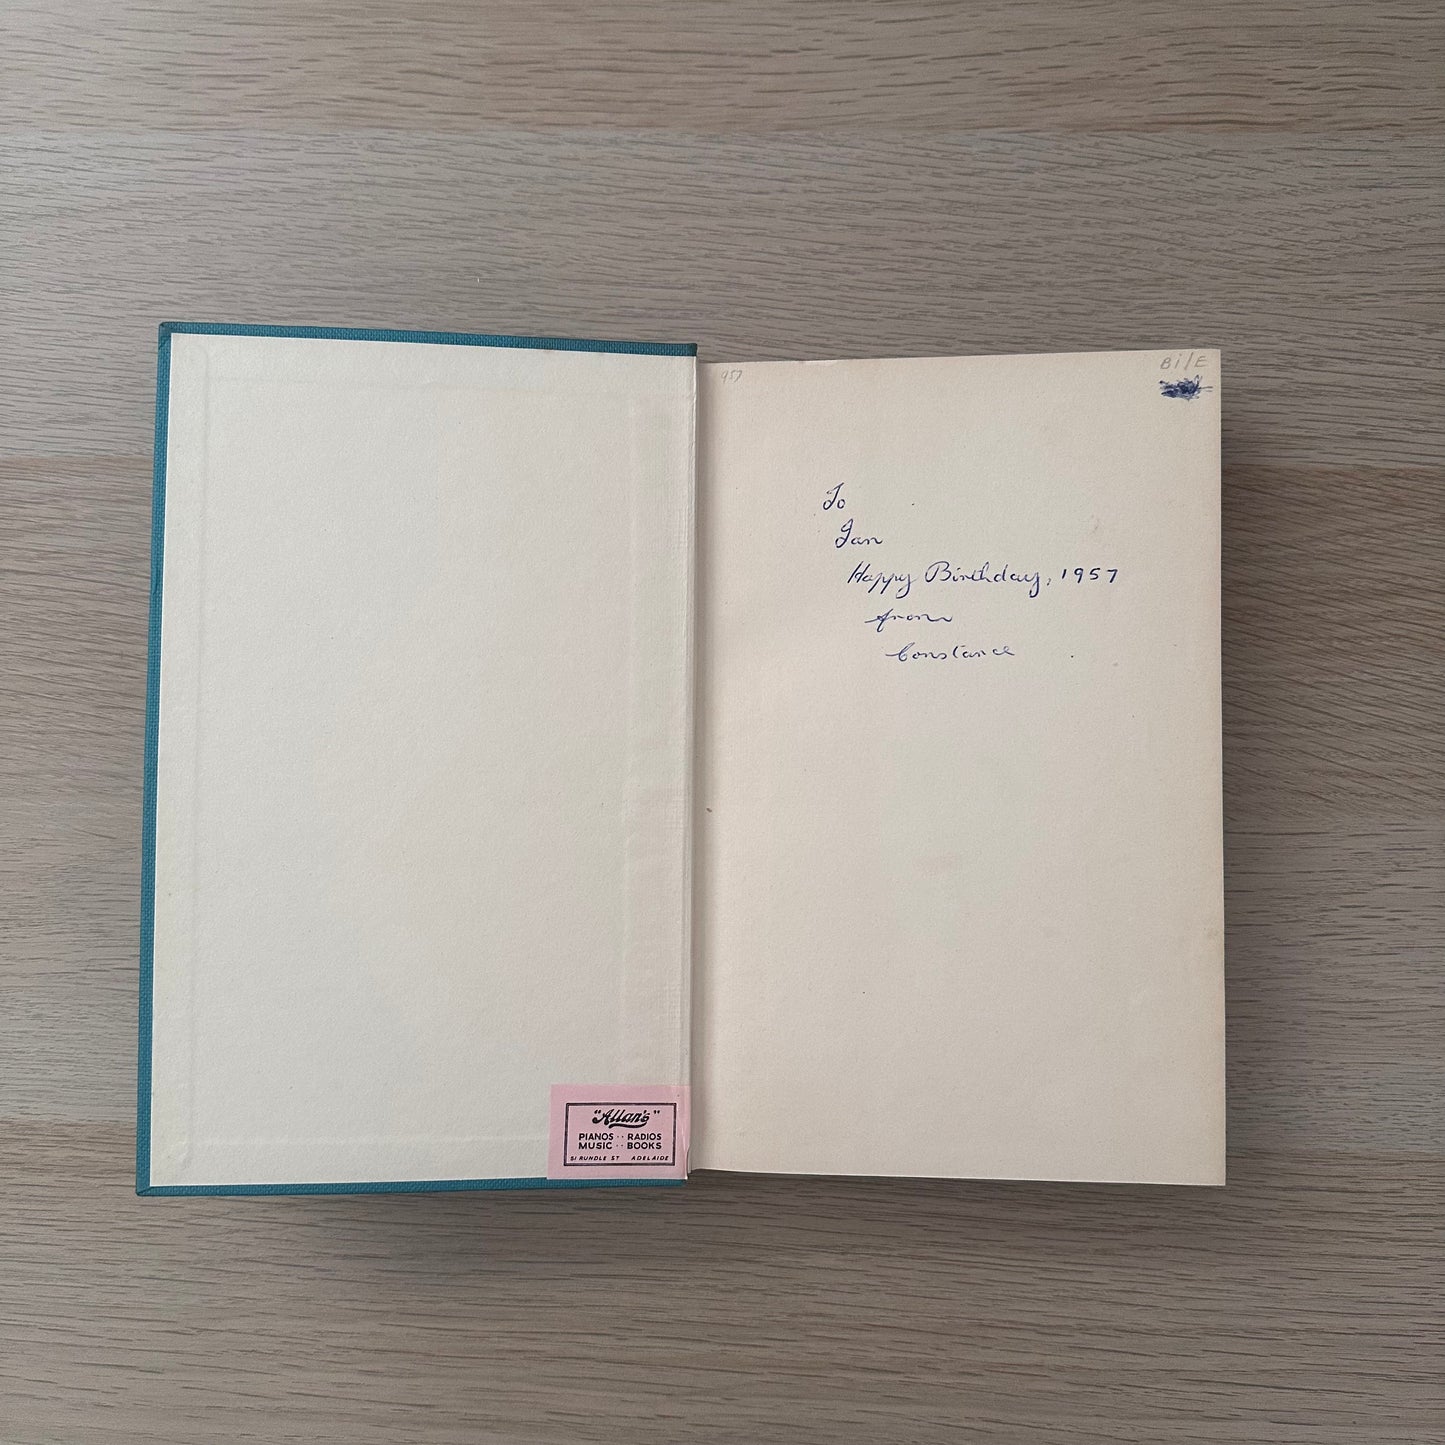 957
Bi/E
To
Ian
Happy Birthday, 1957
from
Constance
"Allan's"
PIANOS · · RADIOS
MUSIC · · BOOKS
51 RUNDLE ST ADELAIDE